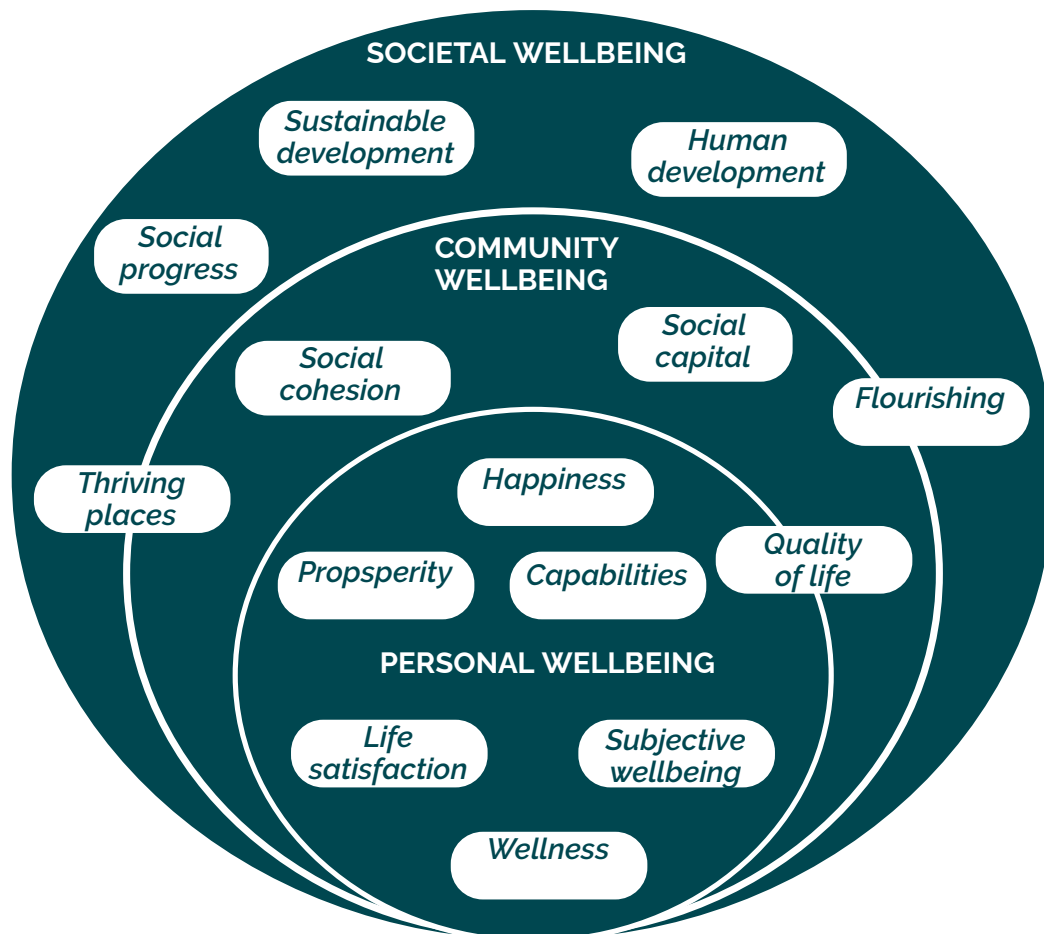 SOCIETAL WELLBEING
Sustainable
development
Human
development
Social
progress
COMMUNITY
WELLBEING
Social
capital
Social
cohesion
Flourishing
Thriving
places
Happiness
Quality
of life
Propsperity
Capabilities
PERSONAL WELLBEING
Life
satisfaction
Subjective
wellbeing
Wellness